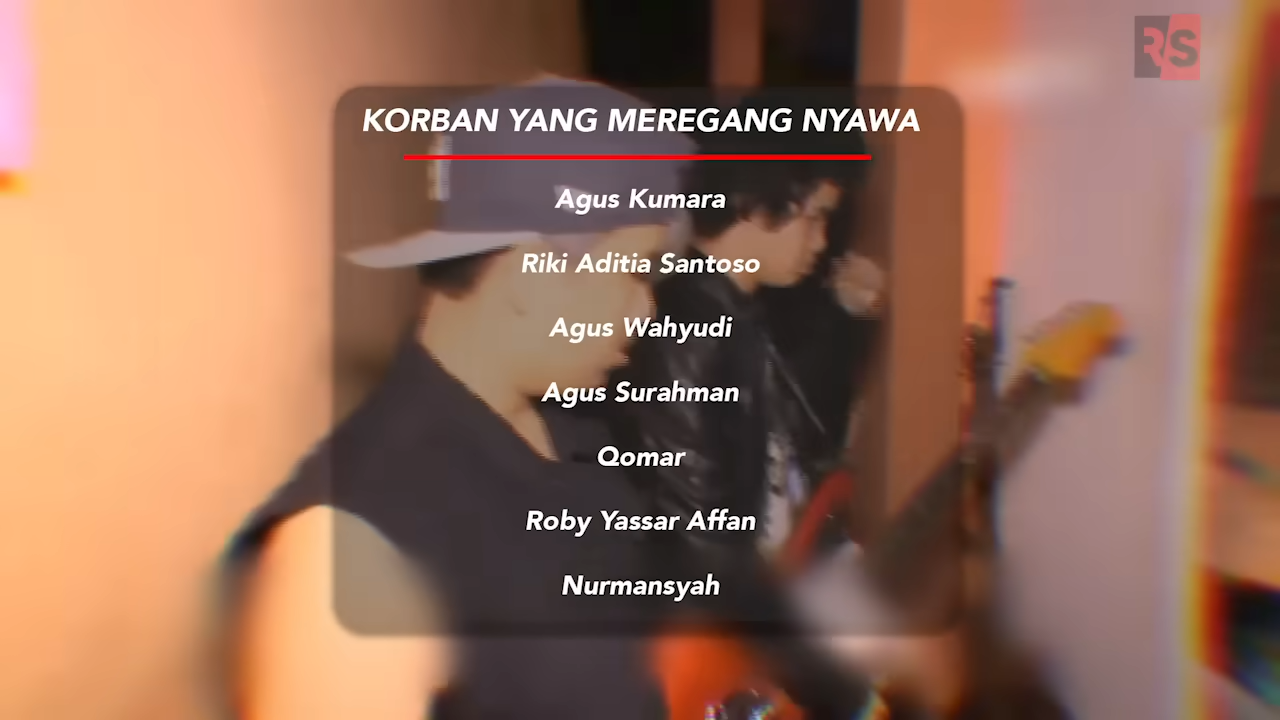 RS
KORBAN YANG MEREGANG NYAWA
Agus Kumara
Riki Aditia Santoso
Agus Wahyudi
Agus Surahman
Qomar
Roby Yassar Affan
Nurmansyah